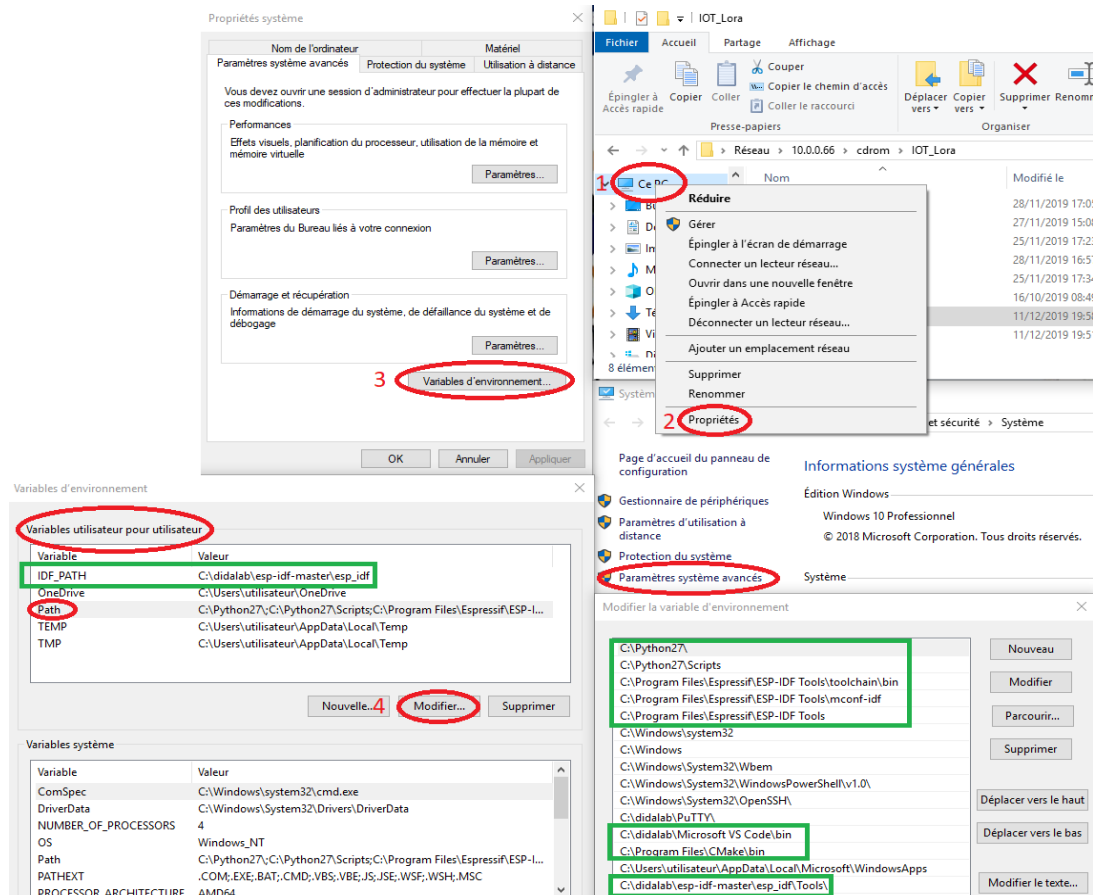 Propriétés système
Nom de l'ordinateur
Matériel
Paramètres système avancés
Protection du système
Utilisation à distance
Vous devez ouvrir une session d'administrateur pour effectuer la plupart de
ces modifications.
Performances
Effets visuels, planification du processeur, utilisation de la mémoire et
mémoire virtuelle
Paramètres...
Profil des utilisateurs
Paramètres du Bureau liés à votre connexion
Paramètres...
Démarrage et récupération
Informations de démarrage du système, de défaillance du système et de
débogage
Paramètres...
3
Variables d'environnement...
OK
Annuler
Appliquer
IOT_Lora
Fichier
Accueil
Partage
Affichage
Épingler à
Accès rapide
Copier
Coller
Couper
Copier le chemin d'accès
Coller le raccourci
Déplacer
vers
Copier
vers
Supprimer
Presse-papiers
Organiser
Réseau > 10.0.0.66 > cdrom > IOT_Lora
Nom
Modifié le
1
Ce PC
28/11/2019
27/11/2019
25/11/2019
28/11/2019
25/11/2019
16/10/2019
11/12/2019
11/12/2019
Réduire
Gérer
Épingler à l'écran de démarrage
Connecter un lecteur réseau...
Ouvrir dans une nouvelle fenêtre
Épingler à Accès rapide
Déconnecter un lecteur réseau...
Ajouter un emplacement réseau
Supprimer
Renommer
2
Propriétés
8
Système
et sécurité > Système
Page d'accueil du panneau de
configuration
Gestionnaire de périphériques
Paramètres d'utilisation à
distance
Protection du système
Paramètres système avancés
Informations système générales
Édition Windows
Windows 10 Professionnel
© 2018 Microsoft Corporation. Tous droits réservés.
Système
Variables d'environnement
Variables utilisateur pour utilisateur
Variable Valeur
IDF_PATH C:\didalab\esp-idf-master\esp_idf
OneDrive C:\Users\utilisateur\OneDrive
Path C:\Python27\;C:\Python27\Scripts;C:\Program Files\Espressif\ESP-I...
TEMP C:\Users\utilisateur\AppData\Local\Temp
TMP C:\Users\utilisateur\AppData\Local\Temp
Nouvelle...
4
Modifier...
Supprimer
Variables système
Variable Valeur
ComSpec C:\Windows\system32\cmd.exe
DriverData C:\Windows\System32\Drivers\DriverData
NUMBER_OF_PROCESSORS 4
OS Windows_NT
Path C:\Python27\;C:\Python27\Scripts;C:\Program Files\Espressif\ESP-I...
PATHEXT .COM;.EXE;.BAT;.CMD;.VBS;.VBE;.JS;.JSE;.WSF;.WSH;.MSC
PROCESSOR_ARCHITECTURE AMD64
Modifier la variable d'environnement
C:\Python27\
C:\Python27\Scripts
C:\Program Files\Espressif\ESP-IDF Tools\toolchain\bin
C:\Program Files\Espressif\ESP-IDF Tools\mconf-idf
C:\Program Files\Espressif\ESP-IDF Tools
C:\Windows\system32
C:\Windows
C:\Windows\System32\Wbem
C:\Windows\System32\WindowsPowerShell\v1.0\
C:\Windows\System32\OpenSSH\
C:\didalab\PuTTY\
C:\didalab\Microsoft VS Code\bin
C:\Program Files\CMake\bin
C:\Users\utilisateur\AppData\Local\Microsoft\WindowsApps
C:\didalab\esp-idf-master\esp_idf\Tools\
Nouveau
Modifier
Parcourir...
Supprimer
Déplacer vers le haut
Déplacer vers le bas
Modifier le texte...